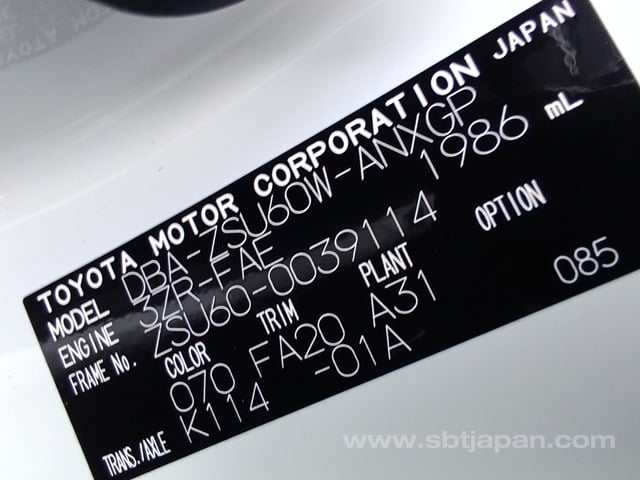 TOYOTA MOTOR CORPORATION JAPAN
MODEL DBA-ZSU60W-ANXGP
ENGINE 3ZR-FAE 1986 mL
FRAME No. ZSU60-0039114
COLOR TRIM PLANT OPTION
070 FA20 A31 085
TRANS./AXLE K114 -01A
www.sbtjapan.com